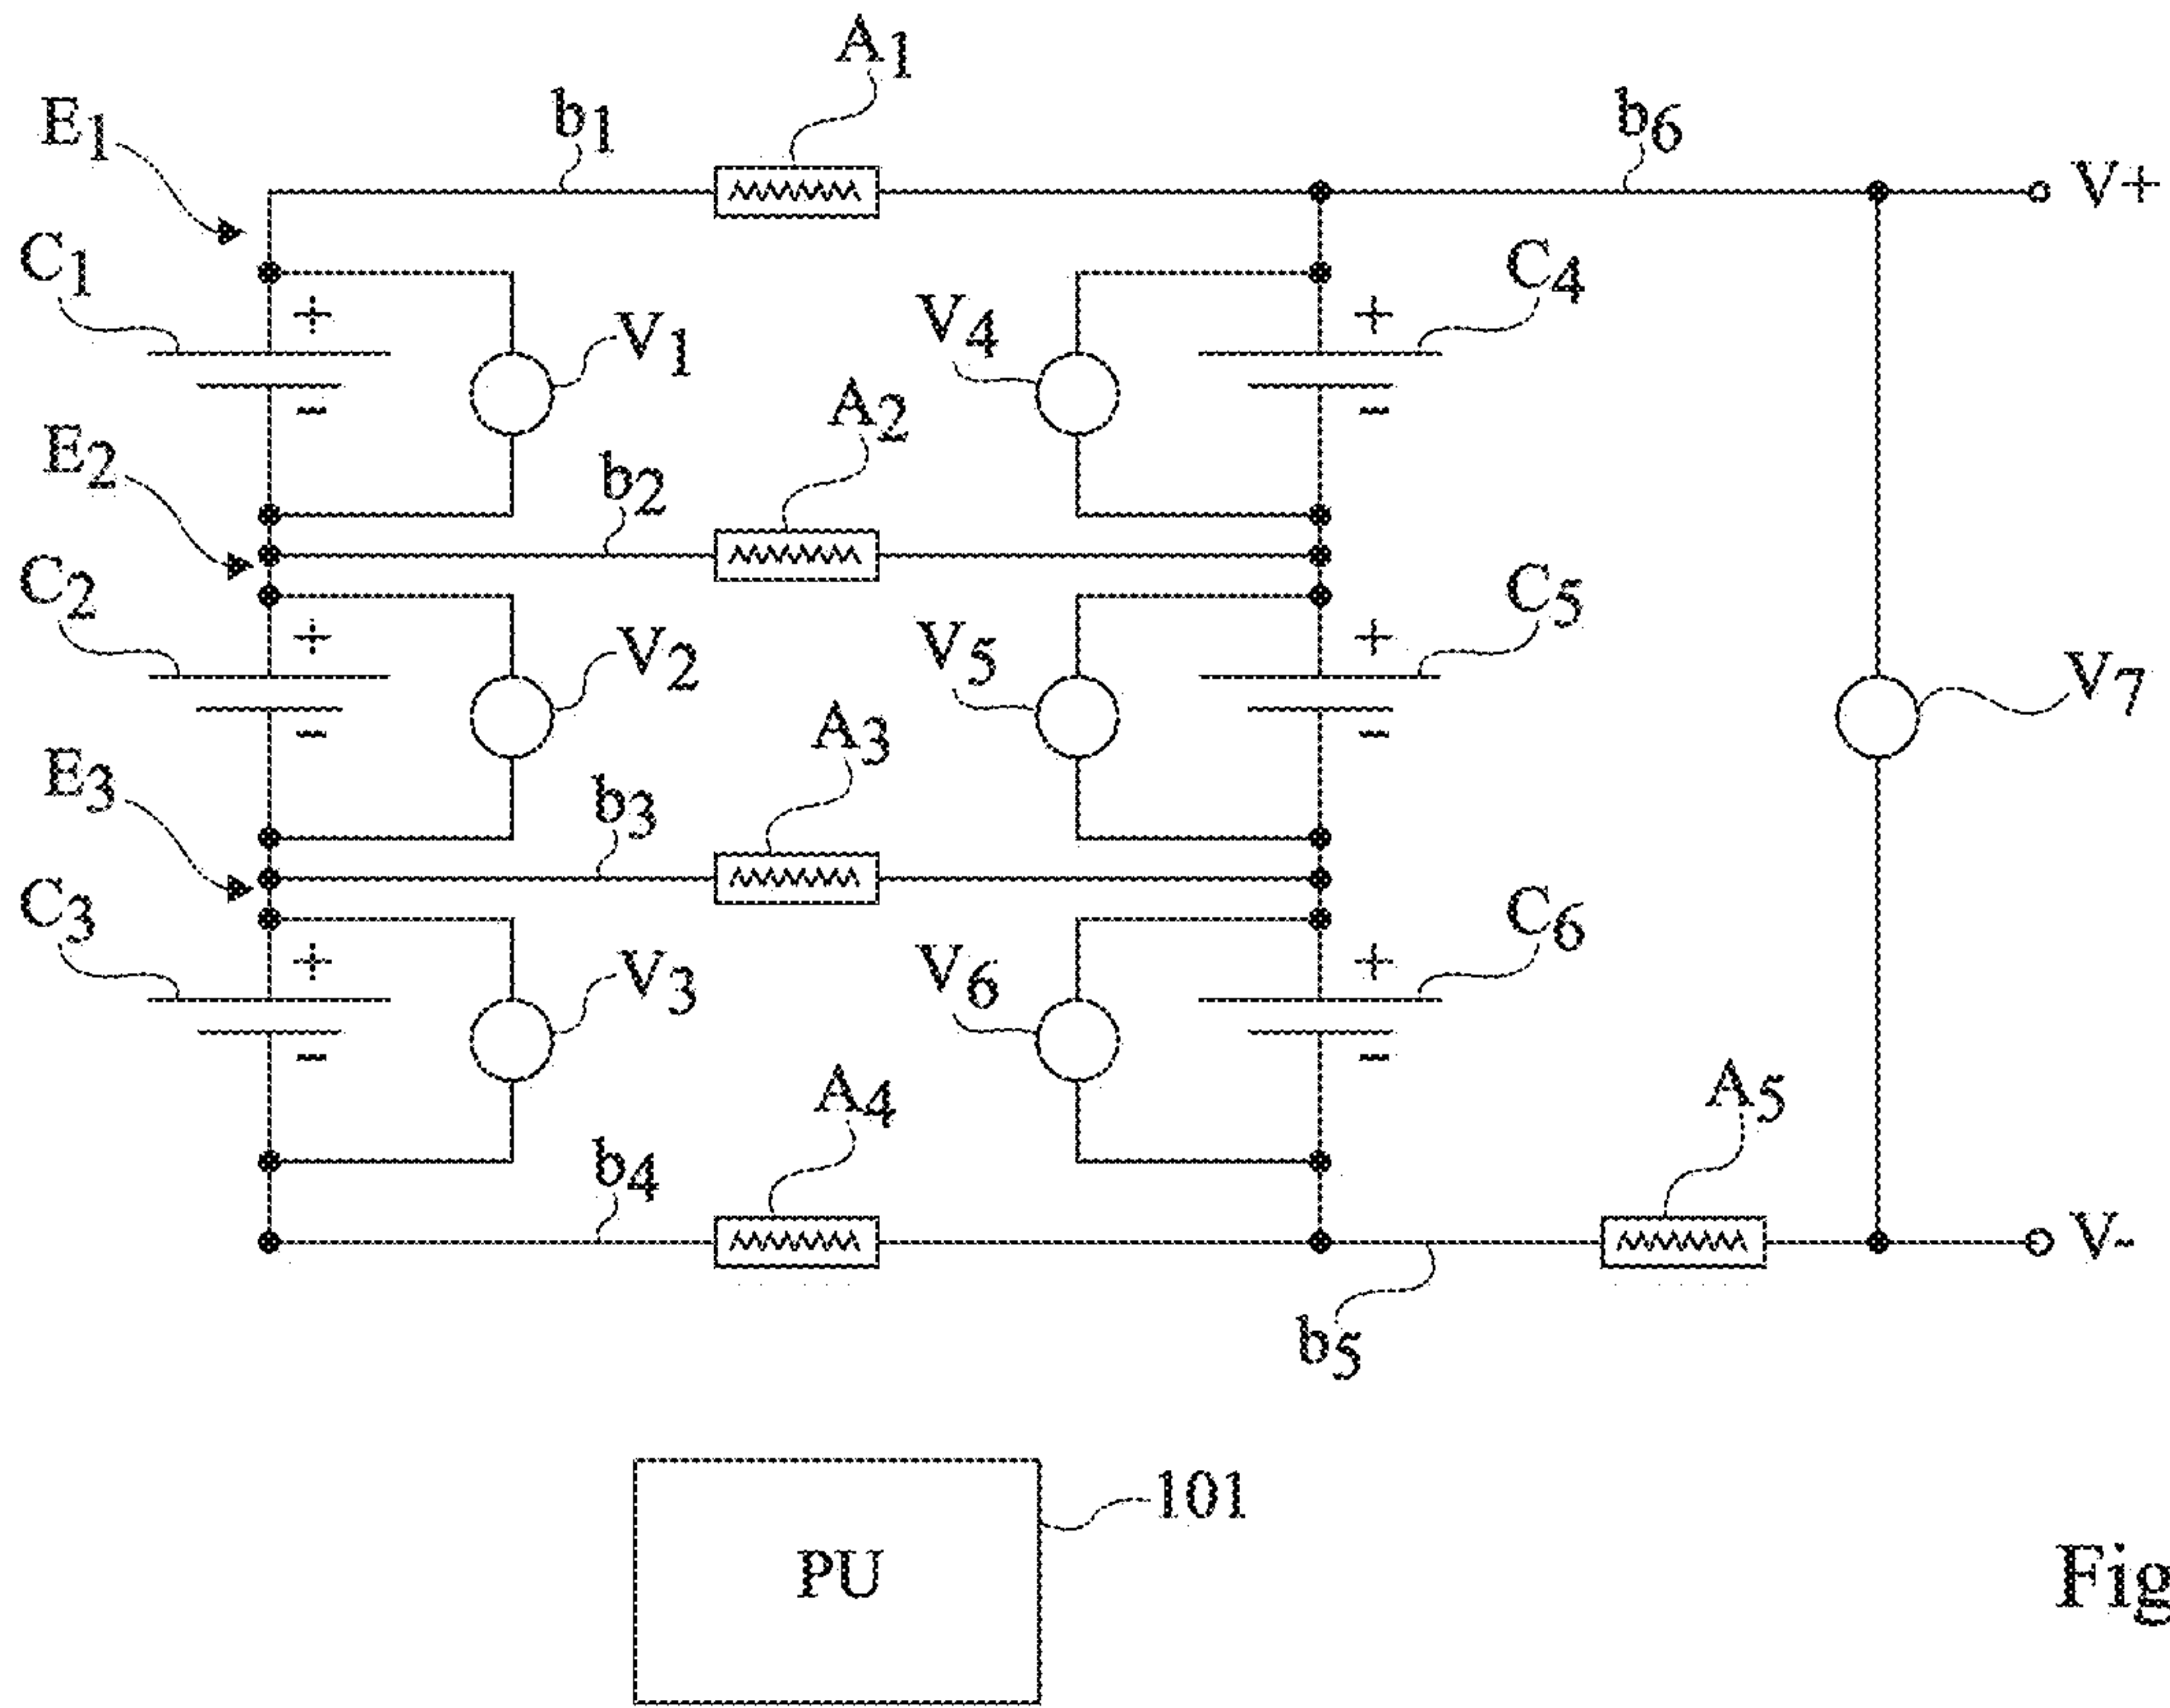 A1
E1
b1
b6
V+
C1
+
V1
V4
+
C4
-
-
A2
E2
b2
C2
+
V2
V5
+
C5
V7
-
-
A3
E3
b3
C3
+
V3
V6
+
C6
-
-
A4
A5
b4
V-
b5
101
PU
Fig